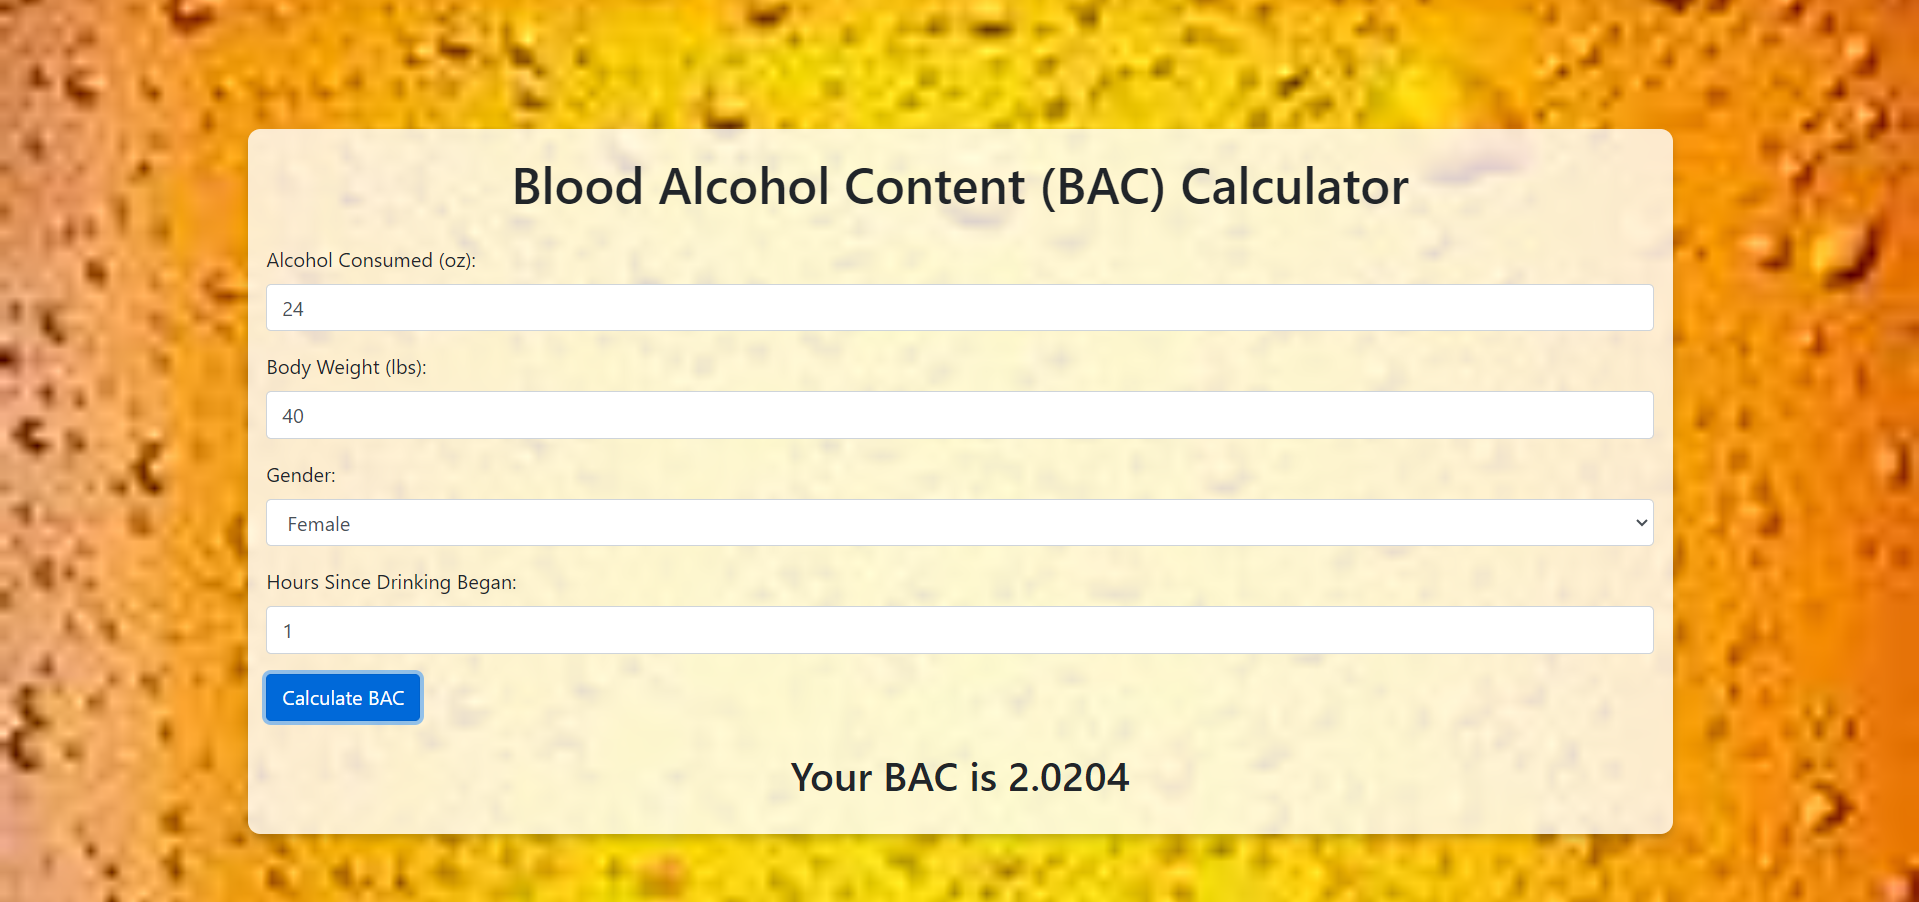 Blood Alcohol Content (BAC) Calculator
Alcohol Consumed (oz):
24
Body Weight (lbs):
40
Gender:
Female
Hours Since Drinking Began:
1
Calculate BAC
Your BAC is 2.0204